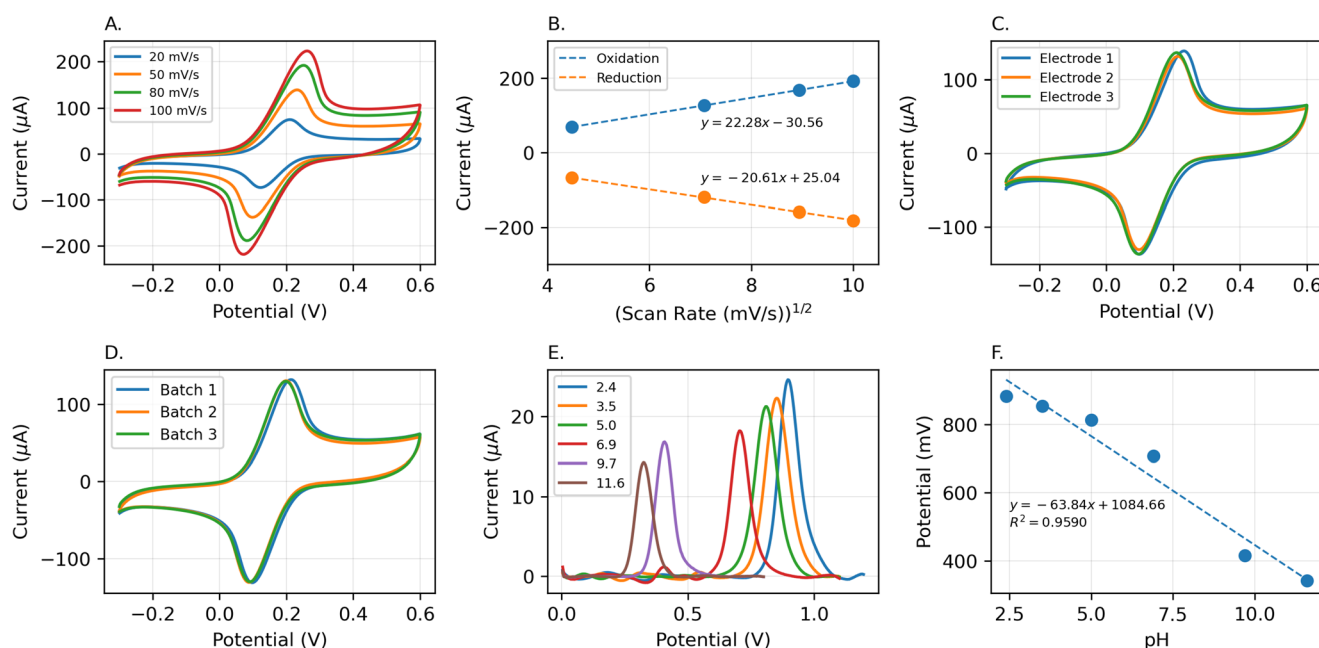 A.
20 mV/s
50 mV/s
80 mV/s
100 mV/s
200
100
0
−100
−200
Current (μA)
−0.2
0.0
0.2
0.4
0.6
Potential (V)
B.
Oxidation
Reduction
y = 22.28x − 30.56
y = −20.61x + 25.04
200
0
−200
Current (μA)
4
6
8
10
(Scan Rate (mV/s))^{1/2}
C.
Electrode 1
Electrode 2
Electrode 3
100
0
−100
Current (μA)
−0.2
0.0
0.2
0.4
0.6
Potential (V)
D.
Batch 1
Batch 2
Batch 3
100
0
−100
Current (μA)
−0.2
0.0
0.2
0.4
0.6
Potential (V)
E.
2.4
3.5
5.0
6.9
9.7
11.6
20
10
0
Current (μA)
0.0
0.5
1.0
Potential (V)
F.
800
600
400
Potential (mV)
y = −63.84x + 1084.66
R² = 0.9590
2.5
5.0
7.5
10.0
pH